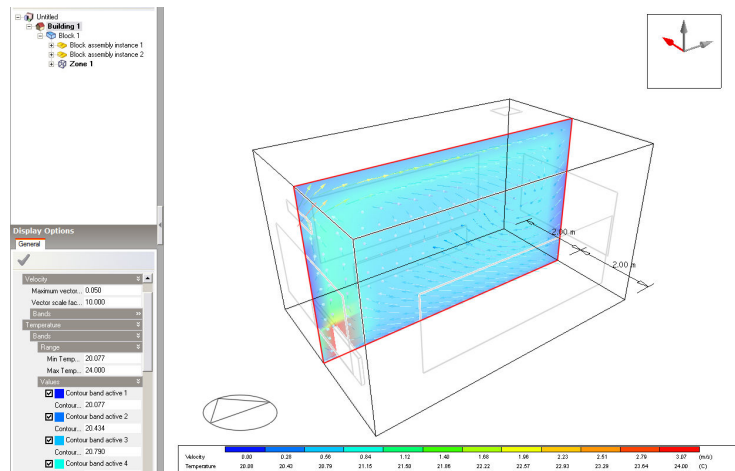 Untitled
Building 1
Block 1
Block assembly instance 1
Block assembly instance 2
Zone 1
Display Options
General
Velocity
Maximum vector... 0.050
Vector scale fac... 10.000
Bands
Temperature
Bands
Range
Min Temp... 20.077
Max Temp... 24.000
Values
Contour band active 1
Contour... 20.077
Contour band active 2
Contour... 20.434
Contour band active 3
Contour... 20.790
Contour band active 4
2.00 m
2.00 m
Velocity 0.00 0.28 0.56 0.84 1.12 1.40 1.68 1.96 2.23 2.51 2.79 3.07 (m/s)
Temperature 20.08 20.43 20.79 21.15 21.50 21.86 22.22 22.57 22.93 23.29 23.64 24.00 (C)